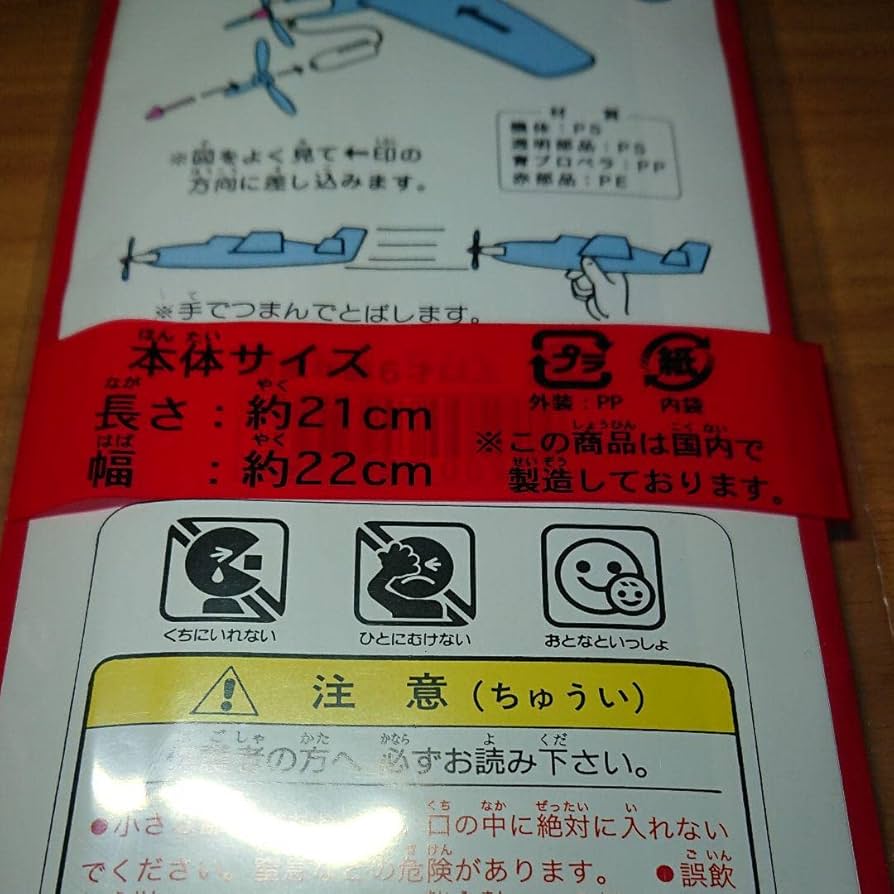 材質
機体：PS
透明部品：PS
青プロペラ：PP
赤部品：PE
※図をよく見て←印の
方向に差し込みます。
※手でつまんでとばします。
本体サイズ
長さ：約21cm
幅：約22cm
プラ
外装：PP
紙
内袋
※この商品は国内で
製造しております。
くちにいれない
ひとにむけない
おとなといっしょ
注意(ちゅうい)
の方へ 必ずお読み下さい。
●小さ
口の中に絶対に入れない
でください。
の危険があります。 ●誤飲